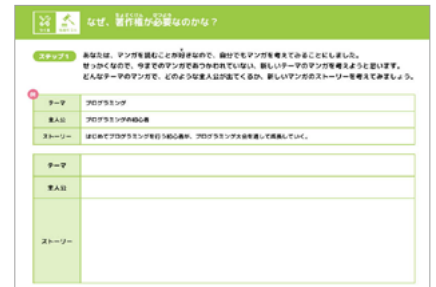 なぜ、著作権が必要なのかな？
ちょさくけん ひつよう
ステップ1
あなたは、マンガを読むことが好きなので、自分でもマンガを考えてみることにしました。
せっかくなので、今までのマンガであつかわれていない、新しいテーマのマンガを考えようと思います。
どんなテーマのマンガで、どのような主人公が出てくるか、新しいマンガのストーリーを考えてみましょう。
例
テーマ プログラミング
主人公 プログラミングの初心者
ストーリー はじめてプログラミングを行う初心者が、プログラミング大会を通して成長していく。
テーマ
主人公
ストーリー